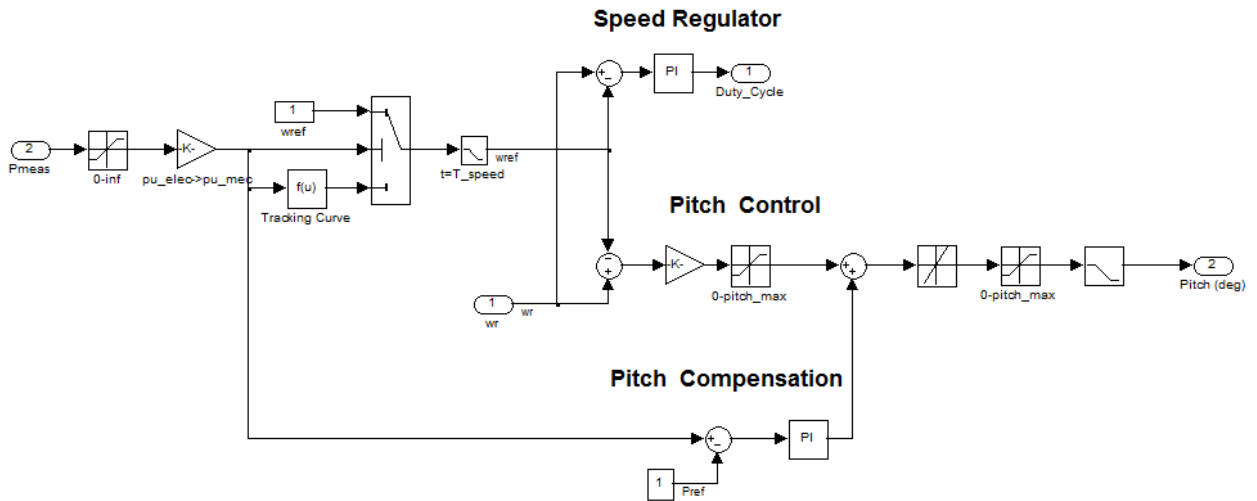 Speed Regulator
+
−
PI
1
Duty_Cycle
1
wref
2
Pmeas
0-inf
-K-
pu_elec->pu_mec
f(u)
Tracking Curve
t=T_speed
wref
Pitch Control
−
+
-K-
0-pitch_max
+
+
0-pitch_max
2
Pitch (deg)
1
wr
wr
Pitch Compensation
+
−
PI
1
Pref